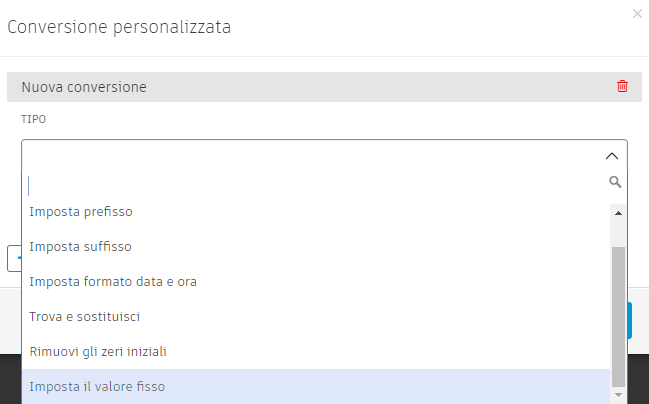 Conversione personalizzata
Nuova conversione
TIPO
Imposta prefisso
Imposta suffisso
Imposta formato data e ora
Trova e sostituisci
Rimuovi gli zeri iniziali
Imposta il valore fisso